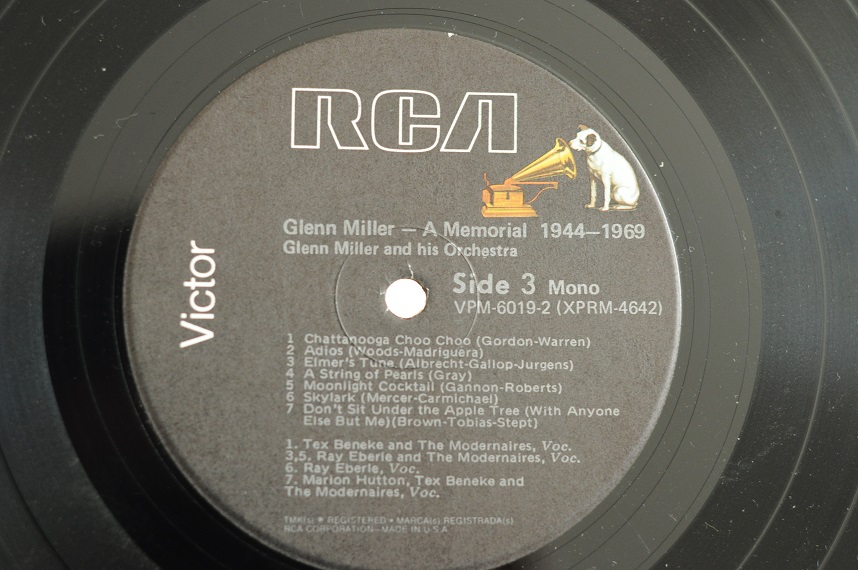 RCA
Victor
Glenn Miller — A Memorial 1944—1969
Glenn Miller and his Orchestra
Side 3 Mono
VPM-6019-2 (XPRM-4642)
1 Chattanooga Choo Choo (Gordon-Warren)
2 Adios (Woods-Madriguera)
3 Elmer's Tune (Albrecht-Gallop-Jurgens)
4 A String of Pearls (Gray)
5 Moonlight Cocktail (Gannon-Roberts)
6 Skylark (Mercer-Carmichael)
7 Don't Sit Under the Apple Tree (With Anyone
Else But Me)(Brown-Tobias-Stept)
1. Tex Beneke and The Modernaires, Voc.
3,5. Ray Eberle and The Modernaires, Voc.
6. Ray Eberle, Voc.
7. Marion Hutton, Tex Beneke and
The Modernaires, Voc.
TMK(s) ® REGISTERED • MARCA(s) REGISTRADA(s)
RCA CORPORATION—MADE IN U.S.A.